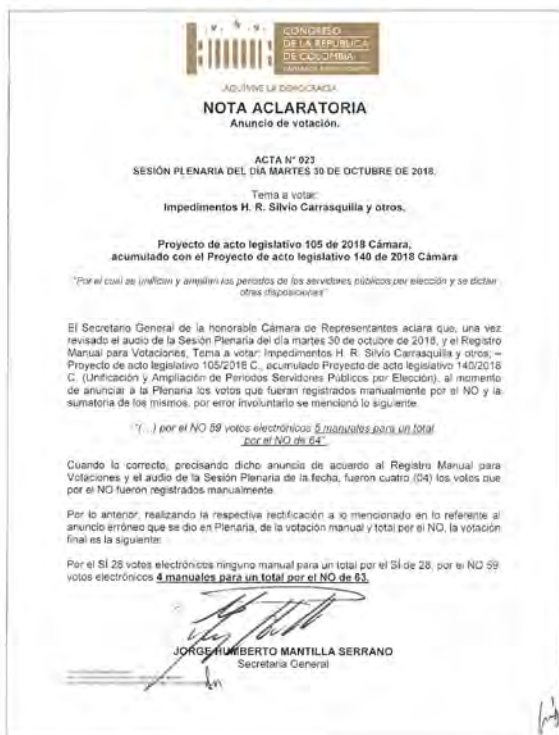 CONGRESO
DE LA REPÚBLICA
DE COLOMBIA
AQUÍ VIVE LA DEMOCRACIA
NOTA ACLARATORIA
Anuncio de votación.
ACTA N° 023
SESIÓN PLENARIA DEL DÍA MARTES 30 DE OCTUBRE DE 2018.
Tema a votar:
Impedimentos H. R. Silvio Carrasquilla y otros.
Proyecto de acto legislativo 105 de 2018 Cámara,
acumulado con el Proyecto de acto legislativo 140 de 2018 Cámara
"Por el cual se unifican y amplían los periodos de los servidores públicos por elección y se dictan
otras disposiciones"
El Secretario General de la honorable Cámara de Representantes aclara que, una vez
revisado el audio de la Sesión Plenaria del día martes 30 de octubre de 2018, y el Registro
Manual para Votaciones, Tema a votar: Impedimentos H. R. Silvio Carrasquilla y otros; –
Proyecto de acto legislativo 105/2018 C., acumulado Proyecto de acto legislativo 140/2018
C. (Unificación y Ampliación de Periodos Servidores Públicos por Elección), al momento
de anunciar a la Plenaria los votos que fueran registrados manualmente por el NO y la
sumatoria de los mismos, por error involuntario se mencionó lo siguiente:
"(...) por el NO 59 votos electrónicos 5 manuales para un total
por el NO de 64".
Cuando lo correcto, precisando dicho anuncio de acuerdo al Registro Manual para
Votaciones y el audio de la Sesión Plenaria de la fecha, fueron cuatro (04) los votos que
por el NO fueron registrados manualmente.
Por lo anterior, realizando la respectiva rectificación a lo mencionado en lo referente al
anuncio erróneo que se dio en Plenaria, de la votación manual y total por el NO, la votación
final es la siguiente:
Por el SÍ 28 votos electrónicos ninguno manual para un total por el SÍ de 28, por el NO 59
votos electrónicos 4 manuales para un total por el NO de 63.
JORGE HUMBERTO MANTILLA SERRANO
Secretario General